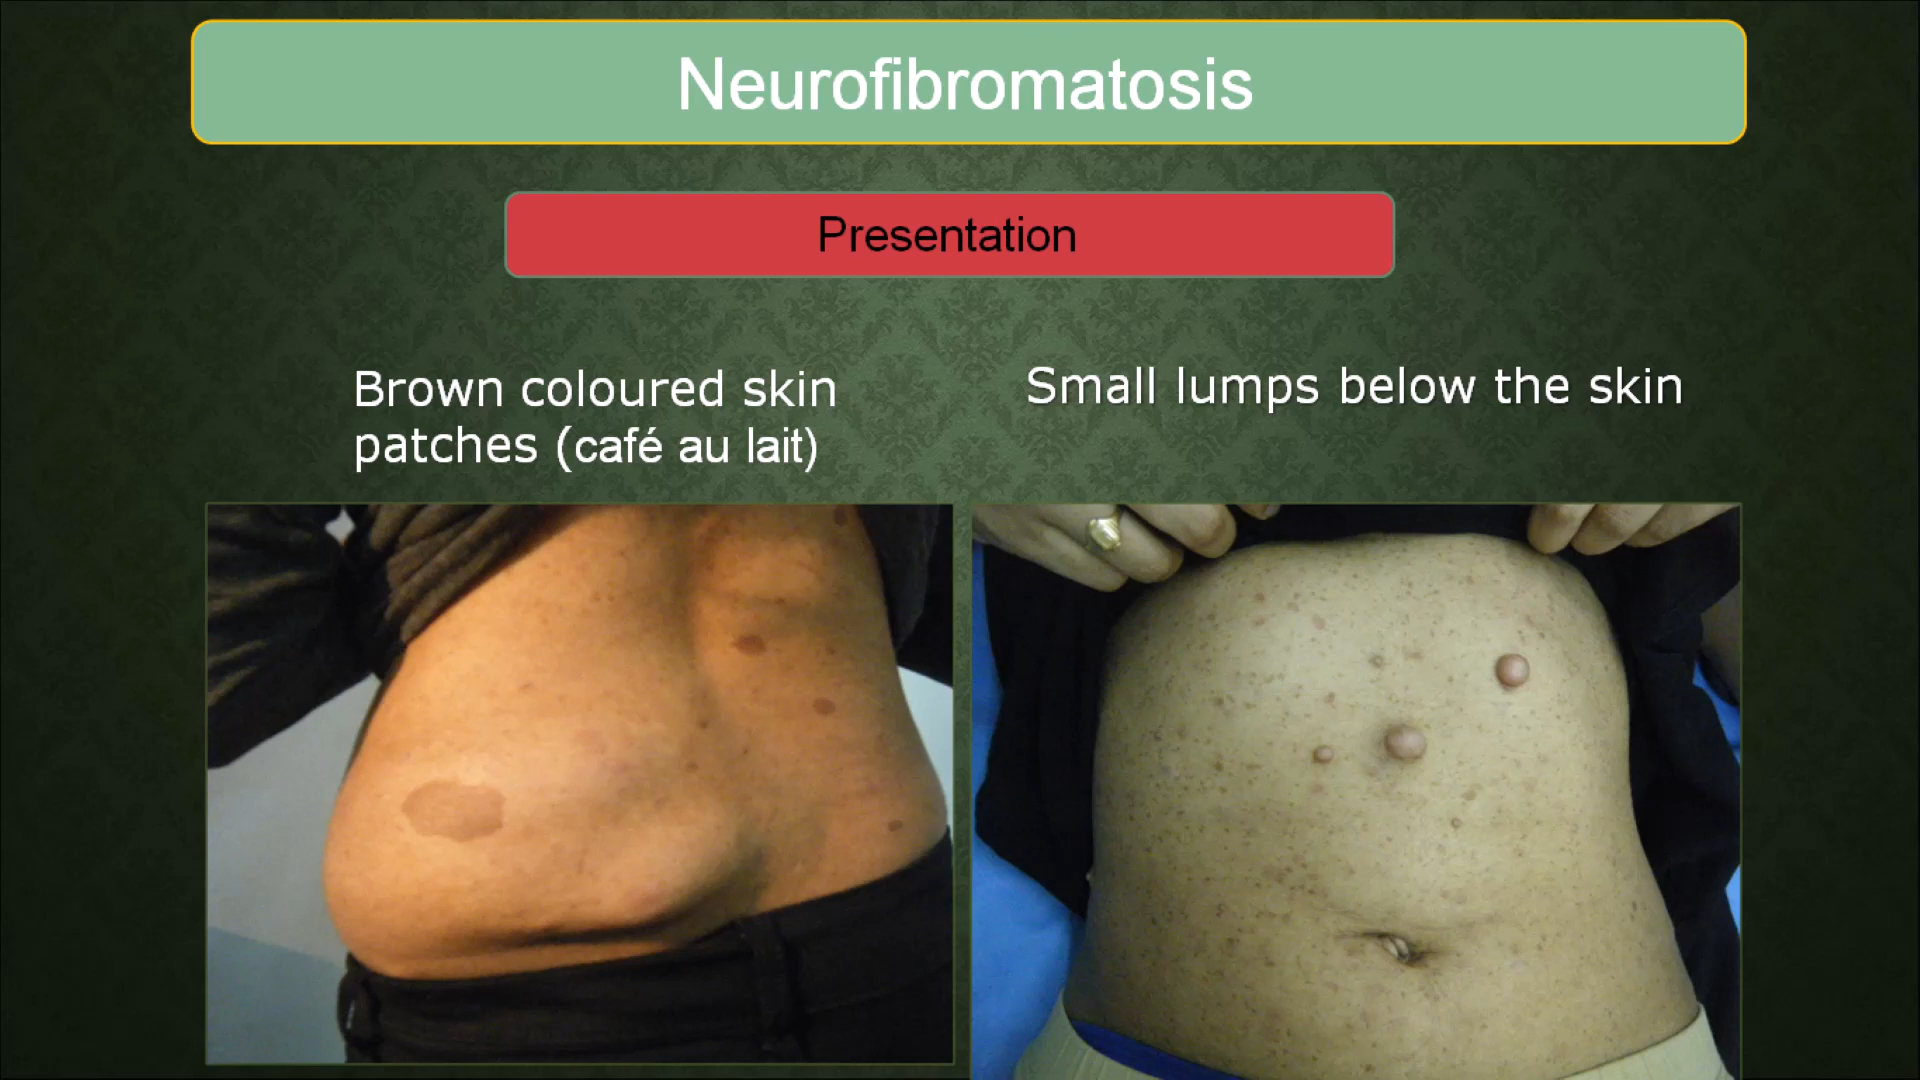 Neurofibromatosis
Presentation
Brown coloured skin
patches (café au lait)
Small lumps below the skin